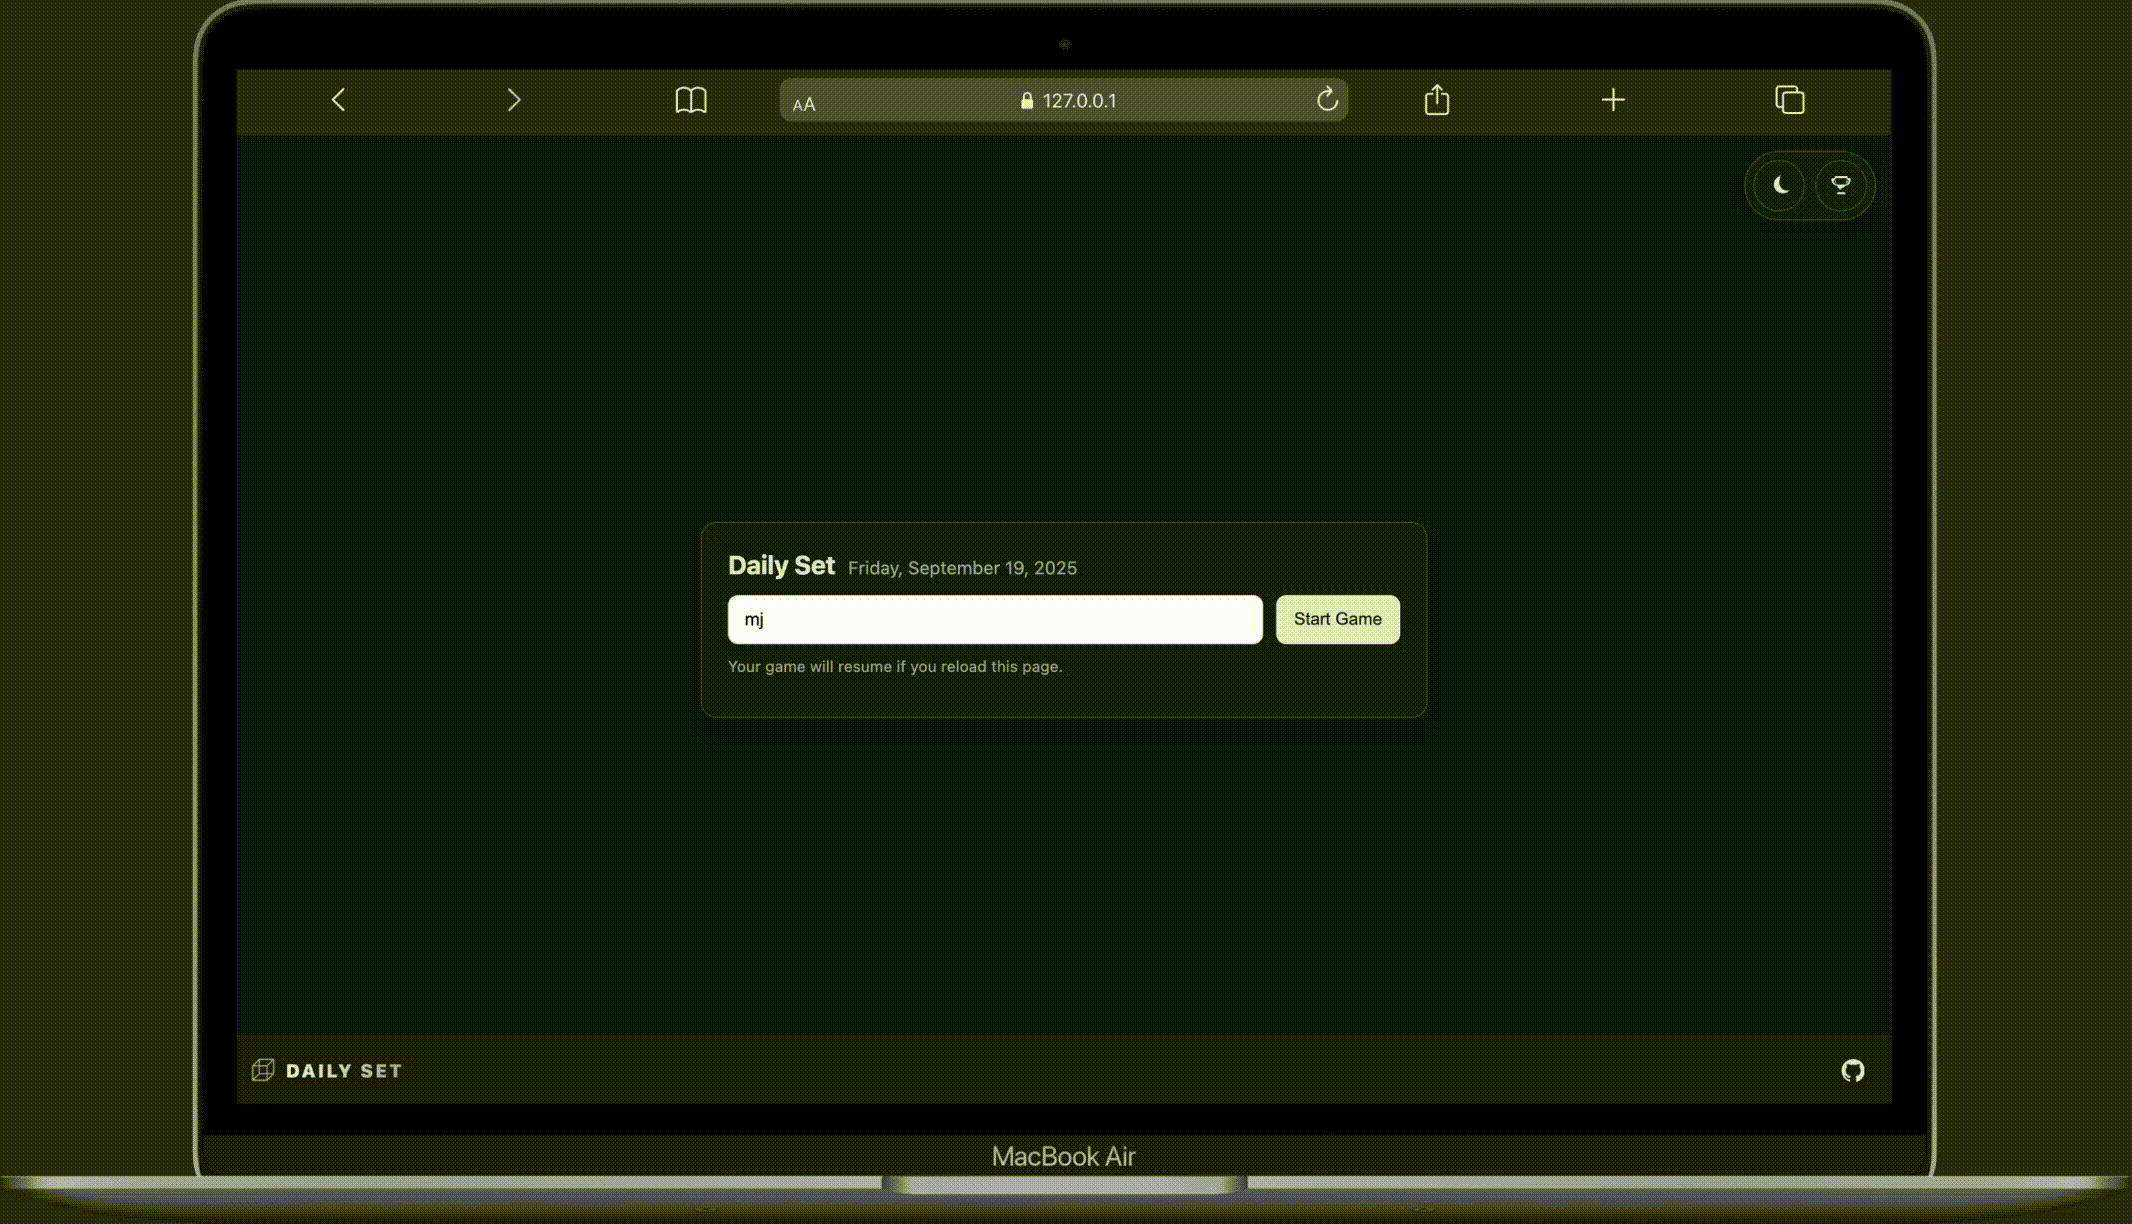 AA 127.0.0.1
Daily Set Friday, September 19, 2025
mj Start Game
Your game will resume if you reload this page.
DAILY SET
MacBook Air